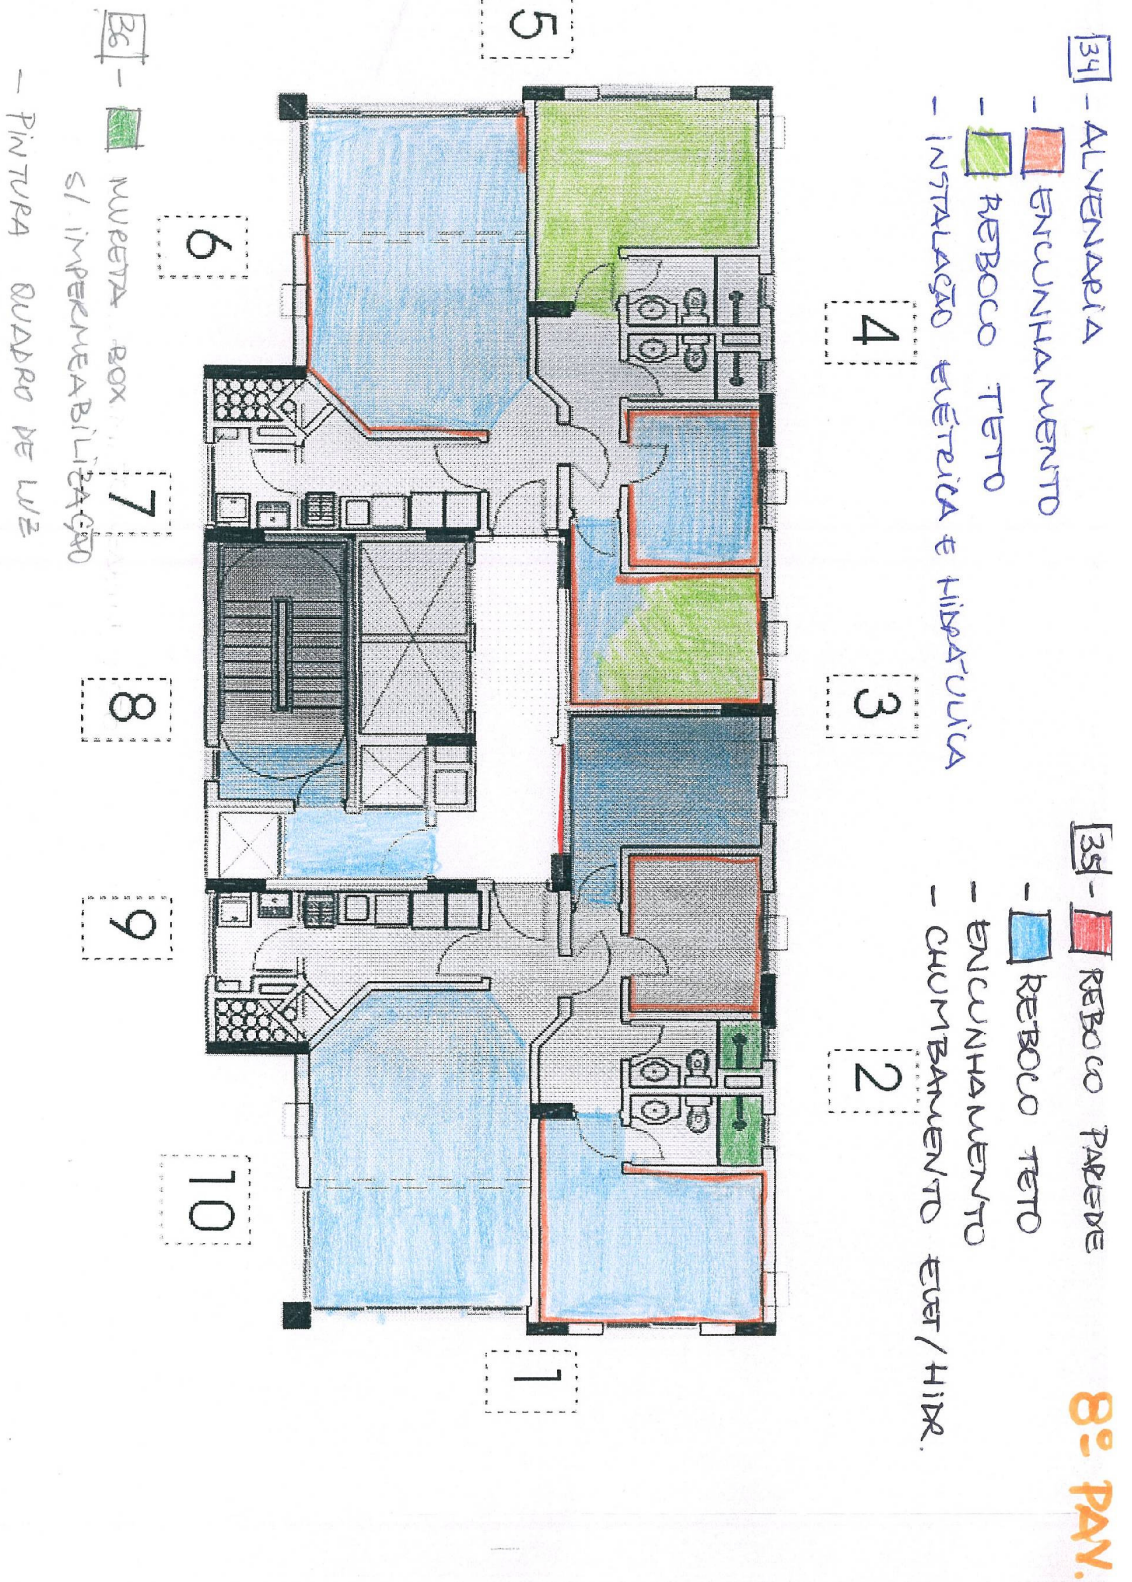 34 - ALVENARIA
- ENCUNHAMENTO
- REBOCO TETO
- INSTALAÇÃO ELÉTRICA E HIDRÁULICA
35 - REBOCO PAREDE
- REBOCO TETO
- ENCUNHAMENTO
- CHUMBAMENTO ELET/HIDR.
8º PAV.
5
4
3
2
1
6
7
8
9
10
36 - MURETA BOX
S/ IMPERMEABILIZAÇÃO
- PINTURA QUADRO DE LUZ